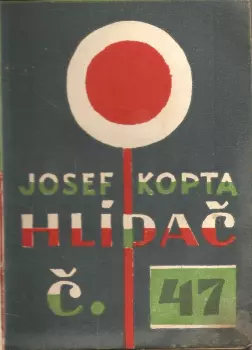 JOSEF KOPTA
HLÍDAČ
č. 47